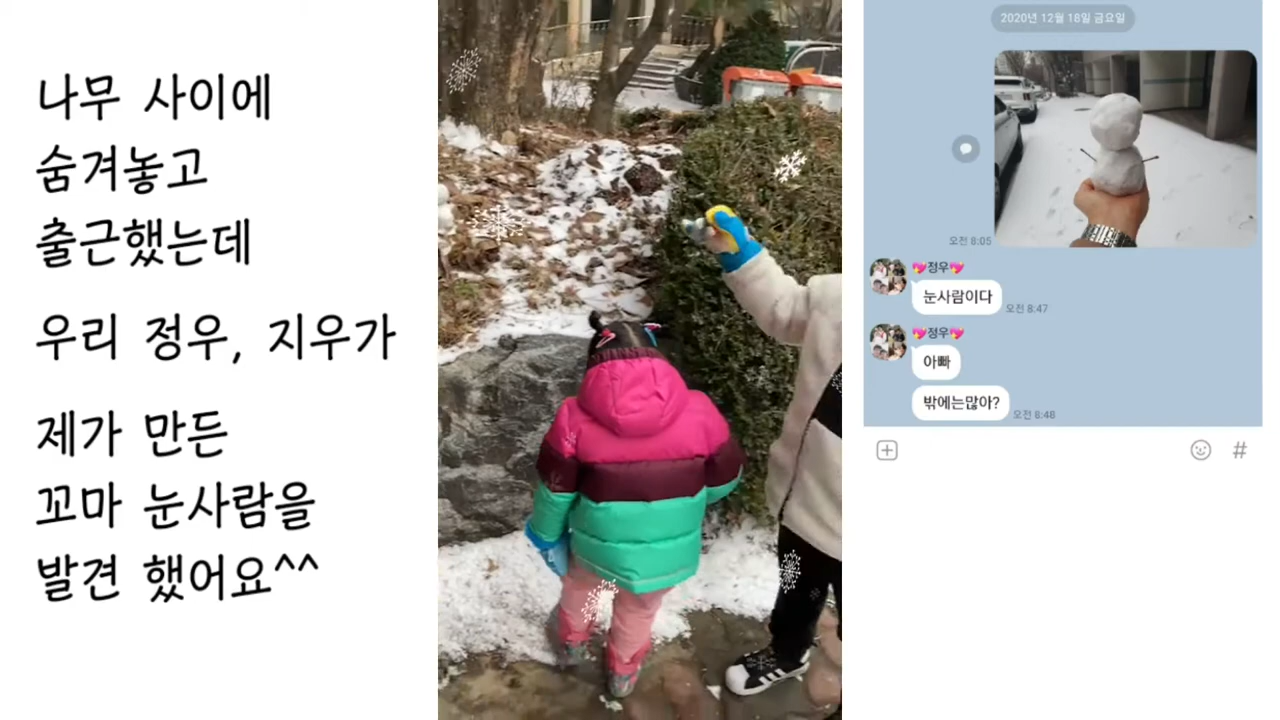 나무 사이에
숨겨놓고
출근했는데
우리 정우, 지우가
제가 만든
꼬마 눈사람을
발견 했어요^^
2020년 12월 18일 금요일
오전 8:05
💖정우💖
눈사람이다
오전 8:47
💖정우💖
아빠
밖에는많아?
오전 8:48
#